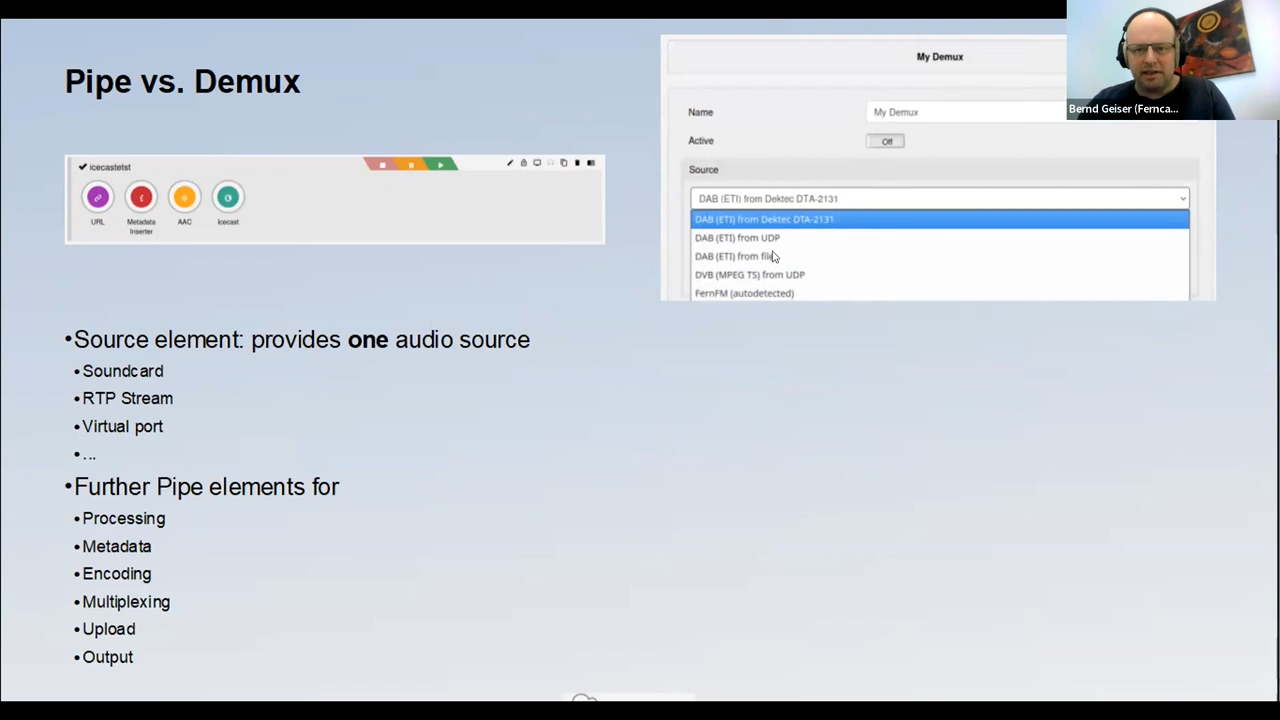 Pipe vs. Demux
icecastetst
URL
Metadata
Inserter
AAC
Icecast
My Demux
Name
My Demux
Active
Off
Source
DAB (ETI) from Dektec DTA-2131
DAB (ETI) from Dektec DTA-2131
DAB (ETI) from UDP
DAB (ETI) from file
DVB (MPEG TS) from UDP
FernFM (autodetected)
Bernd Geiser (Fernca...
•Source element: provides one audio source
•Soundcard
•RTP Stream
•Virtual port
•...
•Further Pipe elements for
•Processing
•Metadata
•Encoding
•Multiplexing
•Upload
•Output